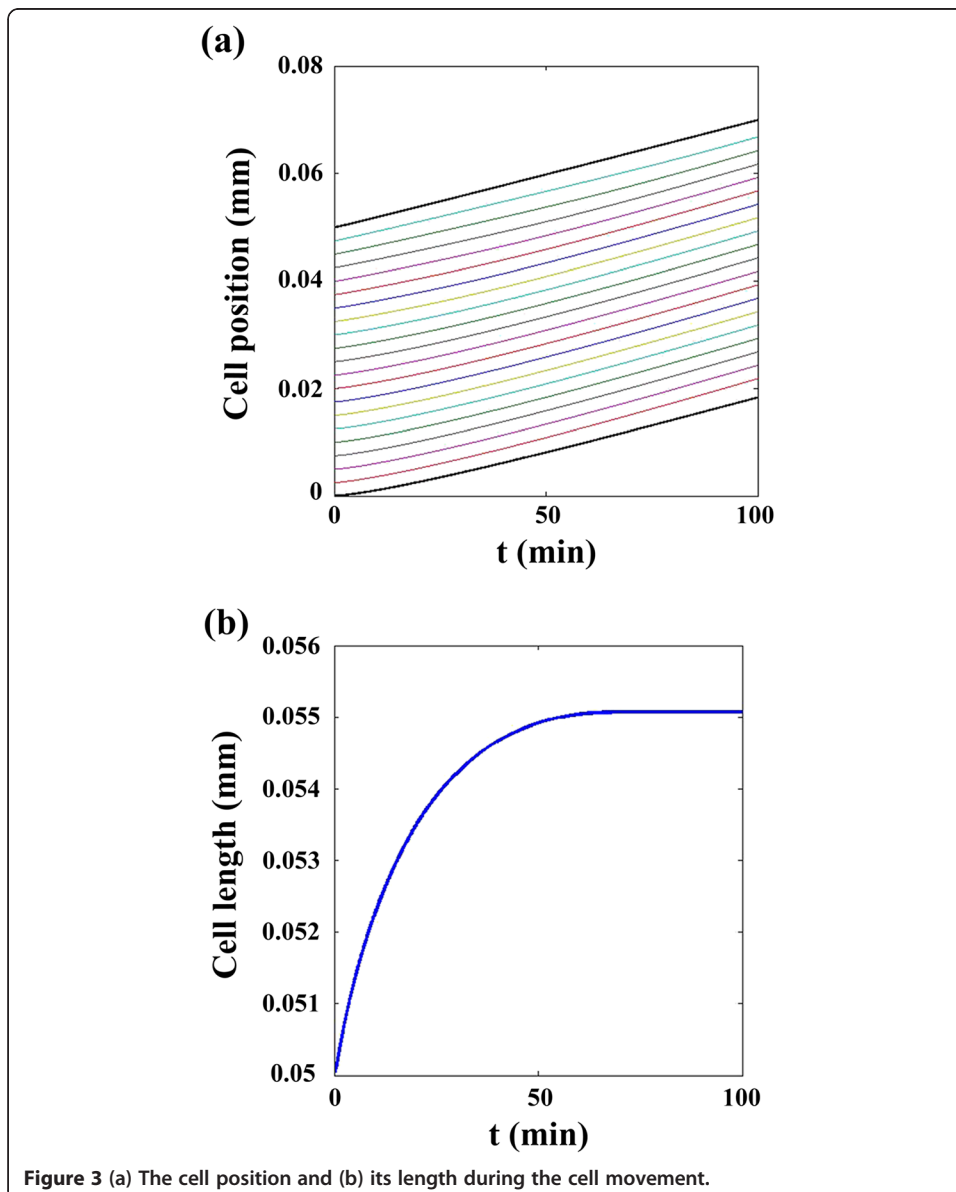 (a)
0.08
0.06
0.04
0.02
0
Cell position (mm)
0
50
100
t (min)
(b)
0.056
0.055
0.054
0.053
0.052
0.051
0.05
Cell length (mm)
0
50
100
t (min)
Figure 3 (a) The cell position and (b) its length during the cell movement.